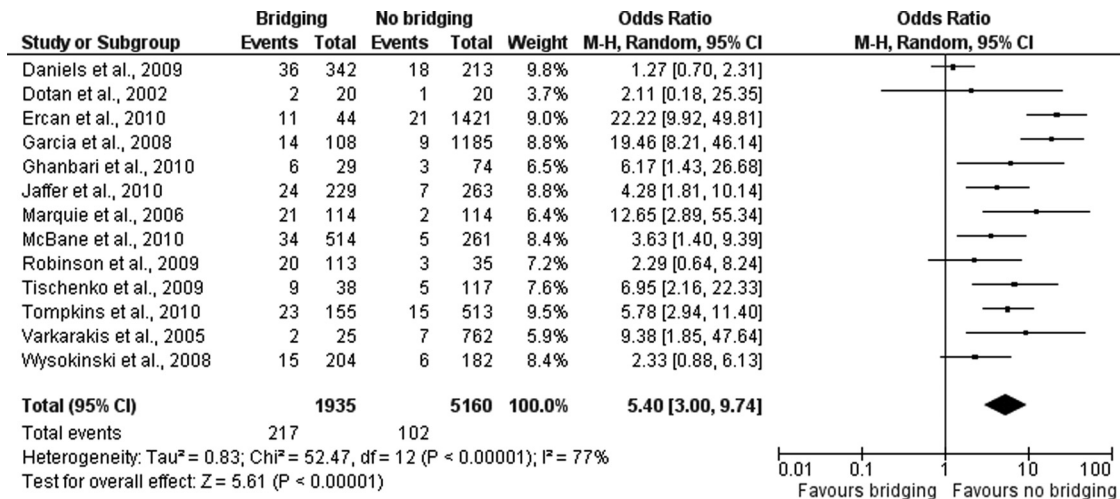 Bridging No bridging Odds Ratio Odds Ratio
Study or Subgroup Events Total Events Total Weight M-H, Random, 95% CI M-H, Random, 95% CI
Daniels et al., 2009 36 342 18 213 9.8% 1.27 [0.70, 2.31]
Dotan et al., 2002 2 20 1 20 3.7% 2.11 [0.18, 25.35]
Ercan et al., 2010 11 44 21 1421 9.0% 22.22 [9.92, 49.81]
Garcia et al., 2008 14 108 9 1185 8.8% 19.46 [8.21, 46.14]
Ghanbari et al., 2010 6 29 3 74 6.5% 6.17 [1.43, 26.68]
Jaffer et al., 2010 24 229 7 263 8.8% 4.28 [1.81, 10.14]
Marquie et al., 2006 21 114 2 114 6.4% 12.65 [2.89, 55.34]
McBane et al., 2010 34 514 5 261 8.4% 3.63 [1.40, 9.39]
Robinson et al., 2009 20 113 3 35 7.2% 2.29 [0.64, 8.24]
Tischenko et al., 2009 9 38 5 117 7.6% 6.95 [2.16, 22.33]
Tompkins et al., 2010 23 155 15 513 9.5% 5.78 [2.94, 11.40]
Varkarakis et al., 2005 2 25 7 762 5.9% 9.38 [1.85, 47.64]
Wysokinski et al., 2008 15 204 6 182 8.4% 2.33 [0.88, 6.13]
Total (95% CI) 1935 5160 100.0% 5.40 [3.00, 9.74]
Total events 217 102
Heterogeneity: Tau² = 0.83; Chi² = 52.47, df = 12 (P < 0.00001); I² = 77%
Test for overall effect: Z = 5.61 (P < 0.00001)
0.01 0.1 1 10 100
Favours bridging Favours no bridging